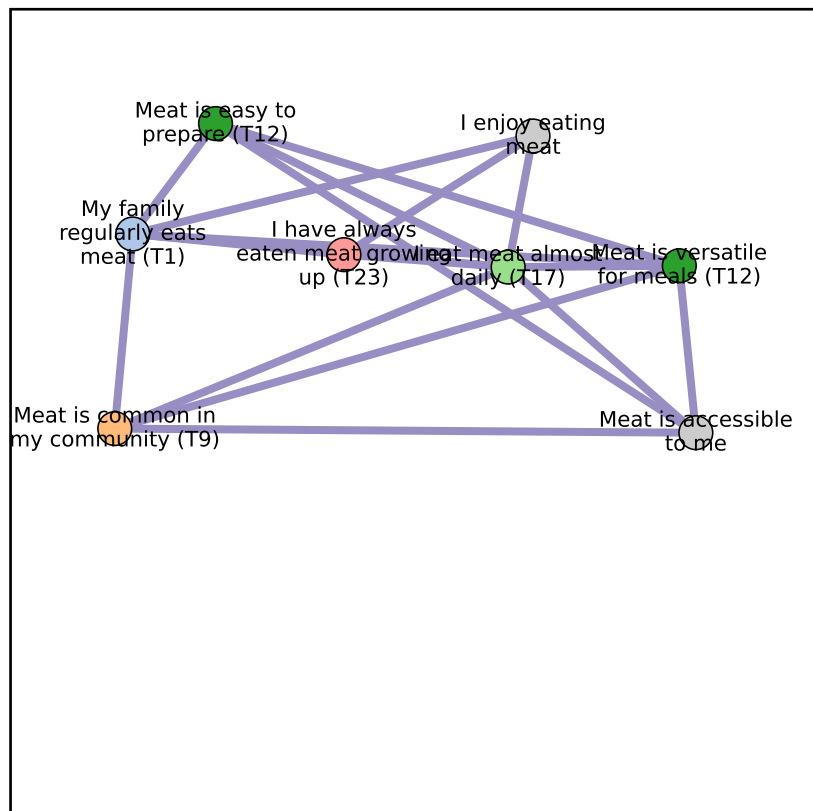 Meat is easy to
prepare (T12)
I enjoy eating
meat
My family
regularly eats
meat (T1)
I have always
eaten meat growing
up (T23)
I eat meat almost
daily (T17)
Meat is versatile
for meals (T12)
Meat is common in
my community (T9)
Meat is accessible
to me